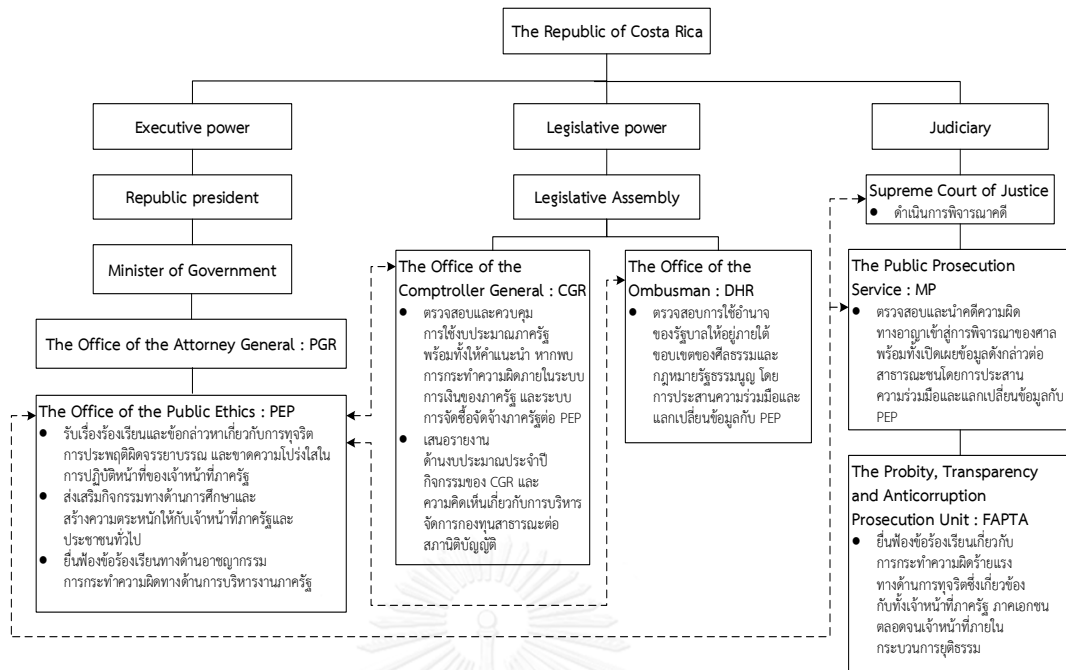 The Republic of Costa Rica
Executive power
Legislative power
Judiciary
Republic president
Legislative Assembly
Supreme Court of Justice
● ดำเนินการพิจารณาคดี
Minister of Government
The Office of the Attorney General : PGR
The Office of the Public Ethics : PEP
● รับเรื่องร้องเรียนและข้อกล่าวหาเกี่ยวกับการทุจริต
การประพฤติผิดจรรยาบรรณ และขาดความโปร่งใสใน
การปฏิบัติหน้าที่ของเจ้าหน้าที่ภาครัฐ
● ส่งเสริมกิจกรรมทางด้านการศึกษาและ
สร้างความตระหนักให้กับเจ้าหน้าที่ภาครัฐและ
ประชาชนทั่วไป
● ยื่นฟ้องข้อร้องเรียนทางด้านอาชญากรรม
การกระทำความผิดทางด้านการบริหารงานภาครัฐ
The Office of the
Comptroller General : CGR
● ตรวจสอบและควบคุม
การใช้งบประมาณภาครัฐ
พร้อมทั้งให้คำแนะนำ หากพบ
การกระทำความผิดภายในระบบ
การเงินของภาครัฐ และระบบ
การจัดซื้อจัดจ้างภาครัฐต่อ PEP
● เสนอรายงาน
ด้านงบประมาณประจำปี
กิจกรรมของ CGR และ
ความคิดเห็นเกี่ยวกับการบริหาร
จัดการกองทุนสาธารณะต่อ
สภานิติบัญญัติ
The Office of the
Ombusman : DHR
● ตรวจสอบการใช้อำนาจ
ของรัฐบาลให้อยู่ภายใต้
ขอบเขตของศีลธรรมและ
กฎหมายรัฐธรรมนูญ โดย
การประสานความร่วมมือและ
แลกเปลี่ยนข้อมูลกับ PEP
The Public Prosecution
Service : MP
● ตรวจสอบและนำคดีความผิด
ทางอาญาเข้าสู่การพิจารณาของศาล
พร้อมทั้งเปิดเผยข้อมูลดังกล่าวต่อ
สาธารณะชนโดยการประสาน
ความร่วมมือและแลกเปลี่ยนข้อมูลกับ
PEP
The Probity, Transparency
and Anticorruption
Prosecution Unit : FAPTA
● ยื่นฟ้องข้อร้องเรียนเกี่ยวกับ
การกระทำความผิดร้ายแรง
ทางด้านการทุจริตซึ่งเกี่ยวข้อง
กับทั้งเจ้าหน้าที่ภาครัฐ ภาคเอกชน
ตลอดจนเจ้าหน้าที่ภายใน
กระบวนการยุติธรรม